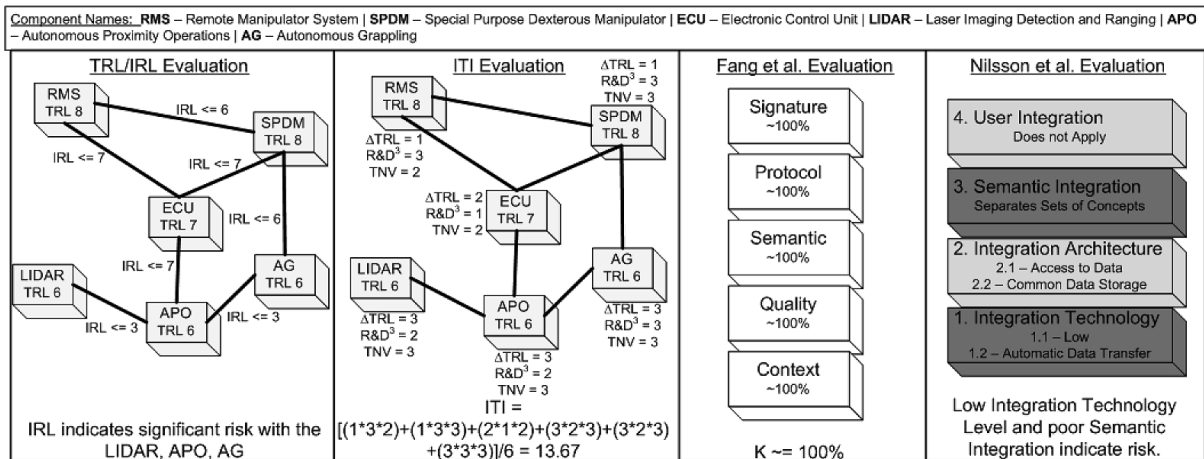 Component Names: RMS – Remote Manipulator System | SPDM – Special Purpose Dexterous Manipulator | ECU – Electronic Control Unit | LIDAR – Laser Imaging Detection and Ranging | APO
– Autonomous Proximity Operations | AG – Autonomous Grappling
TRL/IRL Evaluation
RMS
TRL 8
IRL <= 6
SPDM
TRL 8
IRL <= 7
IRL <= 7
ECU
TRL 7
IRL <= 6
IRL <= 7
LIDAR
TRL 6
AG
TRL 6
APO
TRL 6
IRL <= 3
IRL <= 3
IRL indicates significant risk with the
LIDAR, APO, AG
ITI Evaluation
ΔTRL = 1
R&D³ = 3
TNV = 3
RMS
TRL 8
SPDM
TRL 8
ΔTRL = 1
R&D³ = 3
TNV = 2
ΔTRL = 2
R&D³ = 1
TNV = 2
ECU
TRL 7
LIDAR
TRL 6
AG
TRL 6
APO
TRL 6
ΔTRL = 3
R&D³ = 2
TNV = 3
ΔTRL = 3
R&D³ = 3
TNV = 3
ΔTRL = 3
R&D³ = 2
TNV = 3
ITI =
[(1*3*2)+(1*3*3)+(2*1*2)+(3*2*3)+(3*2*3)
+(3*3*3)]/6 = 13.67
Fang et al. Evaluation
Signature
~100%
Protocol
~100%
Semantic
~100%
Quality
~100%
Context
~100%
K ~= 100%
Nilsson et al. Evaluation
4. User Integration
Does not Apply
3. Semantic Integration
Separates Sets of Concepts
2. Integration Architecture
2.1 – Access to Data
2.2 – Common Data Storage
1. Integration Technology
1.1 – Low
1.2 – Automatic Data Transfer
Low Integration Technology
Level and poor Semantic
Integration indicate risk.